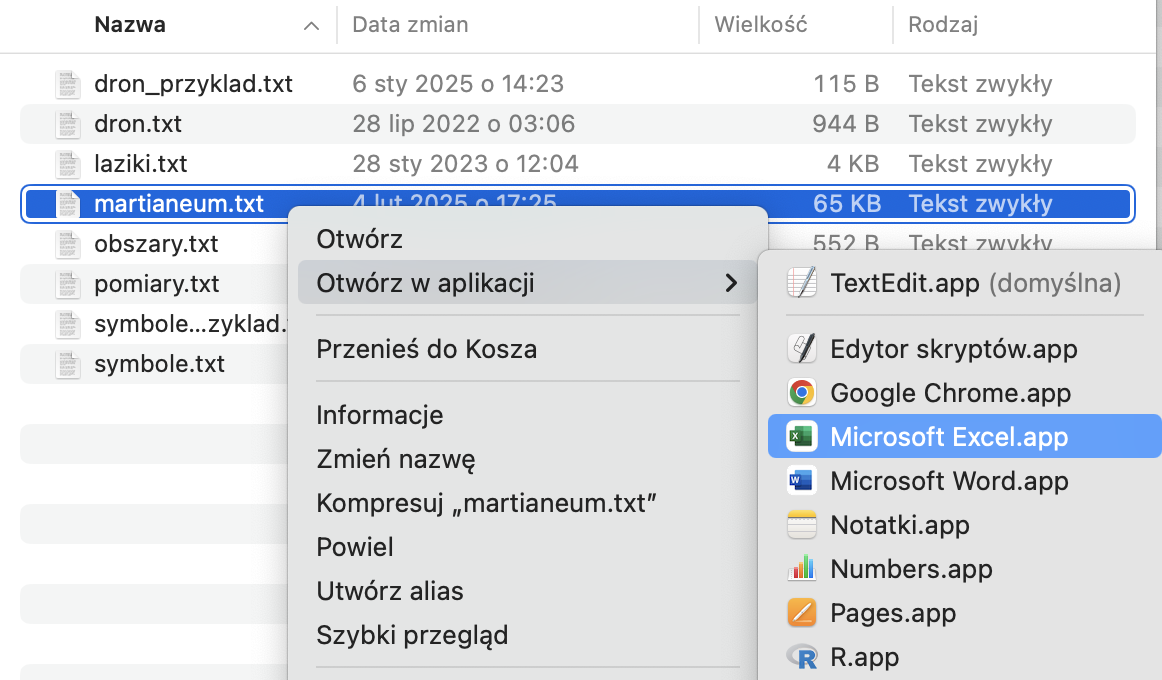 Nazwa Data zmian Wielkość Rodzaj
dron_przyklad.txt 6 sty 2025 o 14:23 115 B Tekst zwykły
dron.txt 28 lip 2022 o 03:06 944 B Tekst zwykły
laziki.txt 28 sty 2023 o 12:04 4 KB Tekst zwykły
martianeum.txt 4 lut 2025 o 17:25 65 KB Tekst zwykły
obszary.txt 552 B Tekst zwykły
pomiary.txt
symbole...zyklad.
symbole.txt
Otwórz
Otwórz w aplikacji
Przenieś do Kosza
Informacje
Zmień nazwę
Kompresuj „martianeum.txt”
Powiel
Utwórz alias
Szybki przegląd
TextEdit.app (domyślna)
Edytor skryptów.app
Google Chrome.app
Microsoft Excel.app
Microsoft Word.app
Notatki.app
Numbers.app
Pages.app
R.app